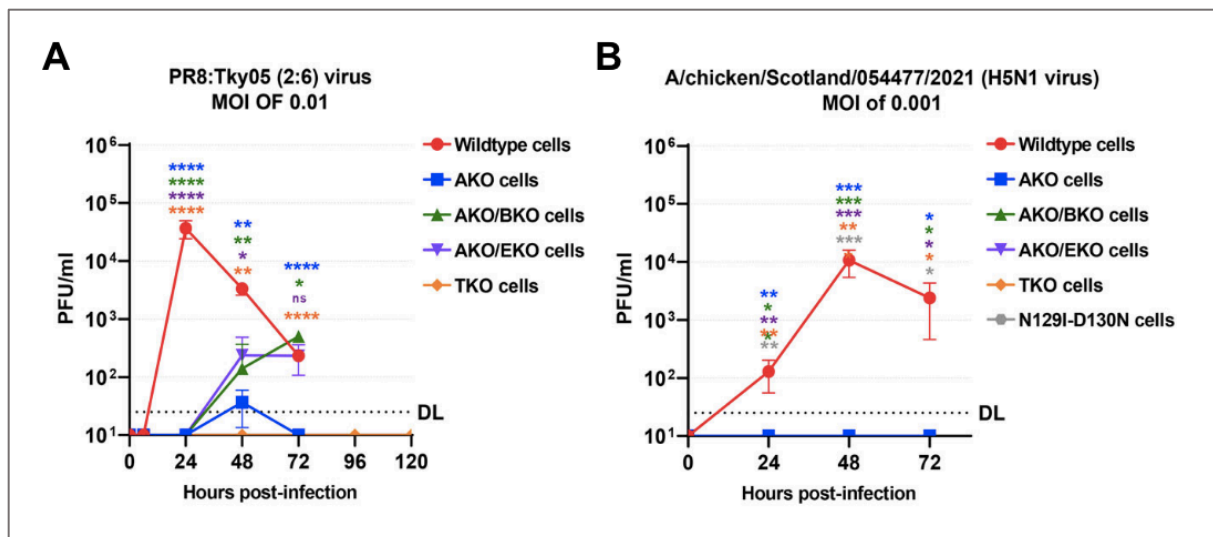 A
PR8:Tky05 (2:6) virus
MOI OF 0.01
PFU/ml
10^6
10^5
10^4
10^3
10^2
10^1
****
****
****
****
**
**
*
**
****
*
ns
****
DL
0 24 48 72 96 120
Hours post-infection
Wildtype cells
AKO cells
AKO/BKO cells
AKO/EKO cells
TKO cells
B
A/chicken/Scotland/054477/2021 (H5N1 virus)
MOI of 0.001
PFU/ml
10^6
10^5
10^4
10^3
10^2
10^1
**
*
**
**
*
**
***
***
***
**
***
*
*
*
*
*
DL
0 24 48 72
Hours post-infection
Wildtype cells
AKO cells
AKO/BKO cells
AKO/EKO cells
TKO cells
N129I-D130N cells